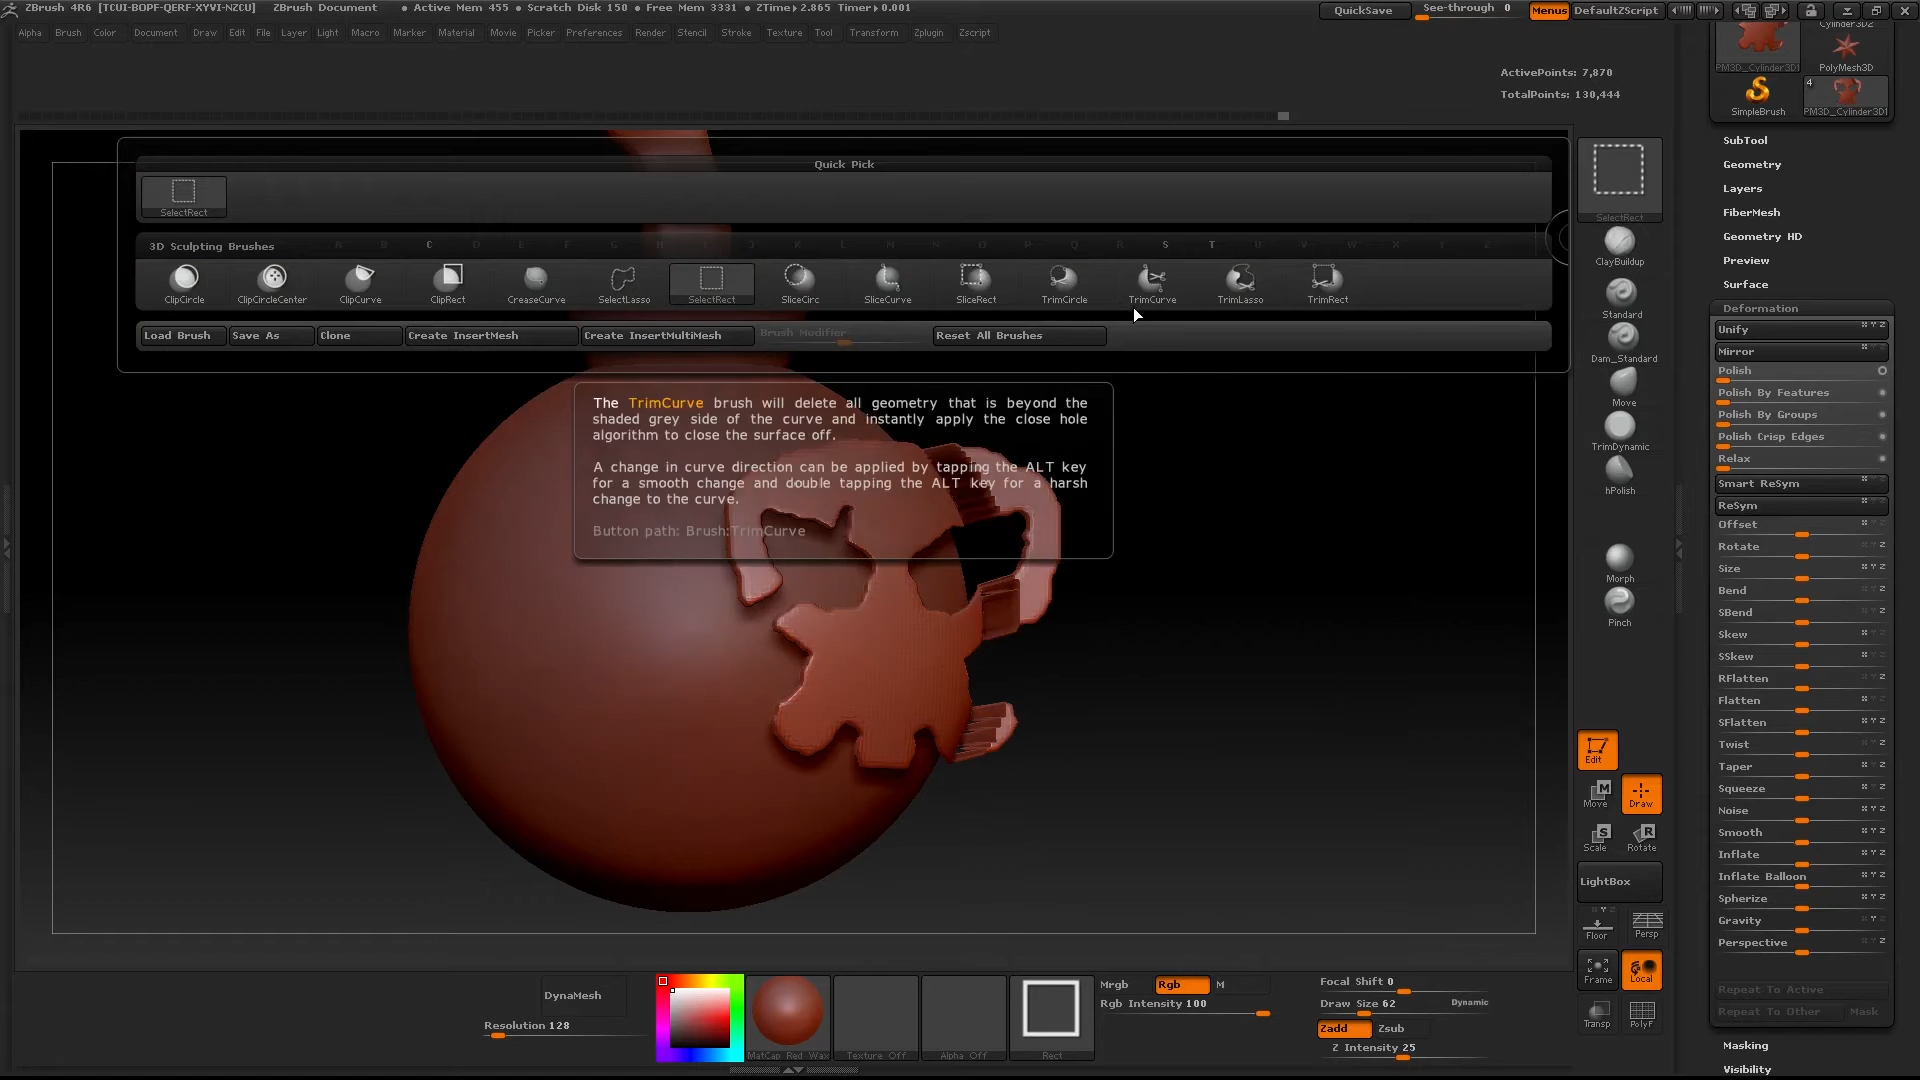 ZBrush 4R6 [TCUI-BOPF-QERF-XYVI-NZCU] ZBrush Document • Active Mem 455 • Scratch Disk 150 • Free Mem 3331 • ZTime▸2.865 Timer▸0.001
QuickSave See-through 0 Menus DefaultZScript
Alpha Brush Color Document Draw Edit File Layer Light Macro Marker Material Movie Picker Preferences Render Stencil Stroke Texture Tool Transform Zplugin Zscript
ActivePoints: 7,870
TotalPoints: 130,444
Cylinder3D2
PM3D_Cylinder3D1 PolyMesh3D
4
SimpleBrush PM3D_Cylinder3D1
Quick Pick
SelectRect
3D Sculpting Brushes
C S T
ClipCircle ClipCircleCenter ClipCurve ClipRect CreaseCurve SelectLasso SelectRect SliceCirc SliceCurve SliceRect TrimCircle TrimCurve TrimLasso TrimRect
Load Brush Save As Clone Create InsertMesh Create InsertMultiMesh Brush Modifier Reset All Brushes
The TrimCurve brush will delete all geometry that is beyond the
shaded grey side of the curve and instantly apply the close hole
algorithm to close the surface off.
A change in curve direction can be applied by tapping the ALT key
for a smooth change and double tapping the ALT key for a harsh
change to the curve.
Button path: Brush:TrimCurve
SelectRect
ClayBuildup
Standard
Dam_Standard
Move
TrimDynamic
hPolish
Morph
Pinch
Edit
Move Draw
Scale Rotate
LightBox
Floor Persp
Frame Local
Transp PolyF
SubTool
Geometry
Layers
FiberMesh
Geometry HD
Preview
Surface
Deformation
Unify
Mirror
Polish
Polish By Features
Polish By Groups
Polish Crisp Edges
Relax
Smart ReSym
ReSym
Offset
Rotate
Size
Bend
SBend
Skew
SSkew
RFlatten
Flatten
SFlatten
Twist
Taper
Squeeze
Noise
Smooth
Inflate
Inflate Balloon
Spherize
Gravity
Perspective
Repeat To Active
Repeat To Other Mask
Masking
Visibility
DynaMesh
Resolution 128
MatCap Red Wax Texture Off Alpha Off Rect
Mrgb Rgb M
Rgb Intensity 100
Focal Shift 0
Draw Size 62 Dynamic
Zadd Zsub
Z Intensity 25